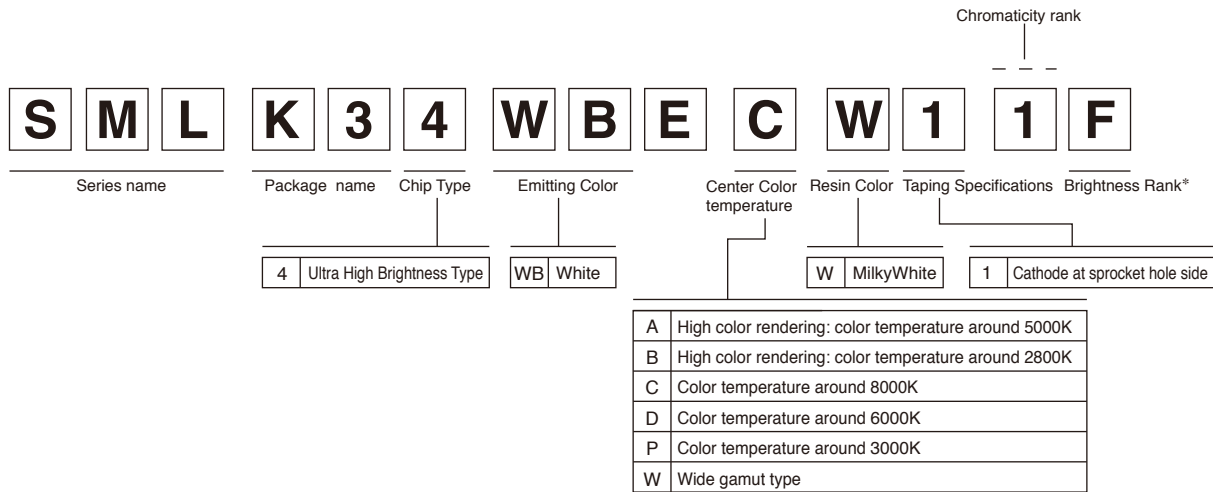 Chromaticity rank
S M L K 3 4 W B E C W 1 1 F
Series name Package name Chip Type Emitting Color Center Color temperature Resin Color Taping Specifications Brightness Rank*
4 Ultra High Brightness Type WB White W MilkyWhite 1 Cathode at sprocket hole side
A High color rendering: color temperature around 5000K
B High color rendering: color temperature around 2800K
C Color temperature around 8000K
D Color temperature around 6000K
P Color temperature around 3000K
W Wide gamut type